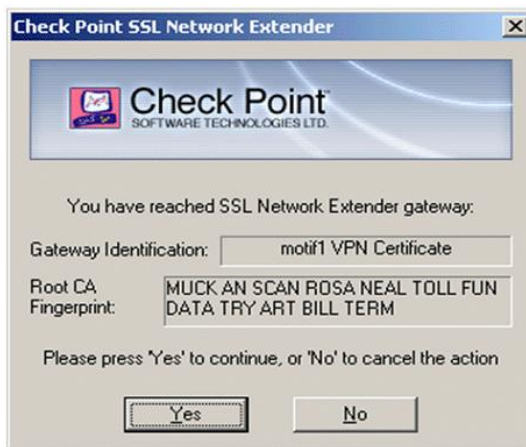 Check Point SSL Network Extender
Check Point™
SOFTWARE TECHNOLOGIES LTD.
You have reached SSL Network Extender gateway:
Gateway Identification: motif1 VPN Certificate
Root CA Fingerprint: MUCK AN SCAN ROSA NEAL TOLL FUN
DATA TRY ART BILL TERM
Please press 'Yes' to continue, or 'No' to cancel the action
Yes No